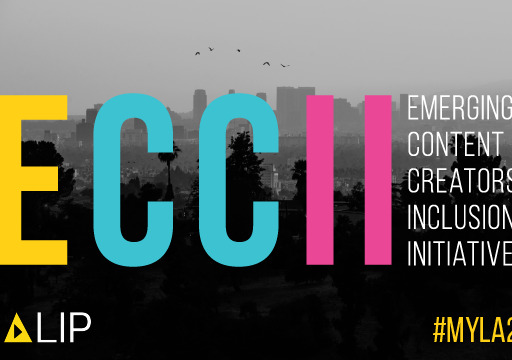 ECCII
EMERGING
CONTENT
CREATORS
INCLUSION
INITIATIVE
LIP
#MYLA2